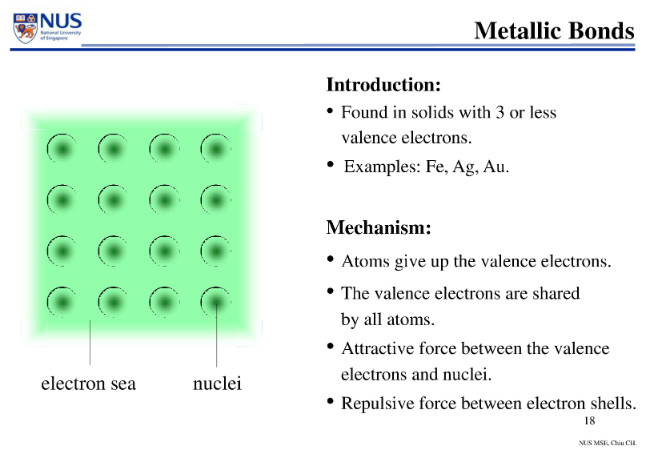 NUS
National University
of Singapore
Metallic Bonds
Introduction:
• Found in solids with 3 or less
valence electrons.
• Examples: Fe, Ag, Au.
Mechanism:
• Atoms give up the valence electrons.
• The valence electrons are shared
by all atoms.
• Attractive force between the valence
electrons and nuclei.
• Repulsive force between electron shells.
electron sea
nuclei
18
NUS MSE, Chiu CH.